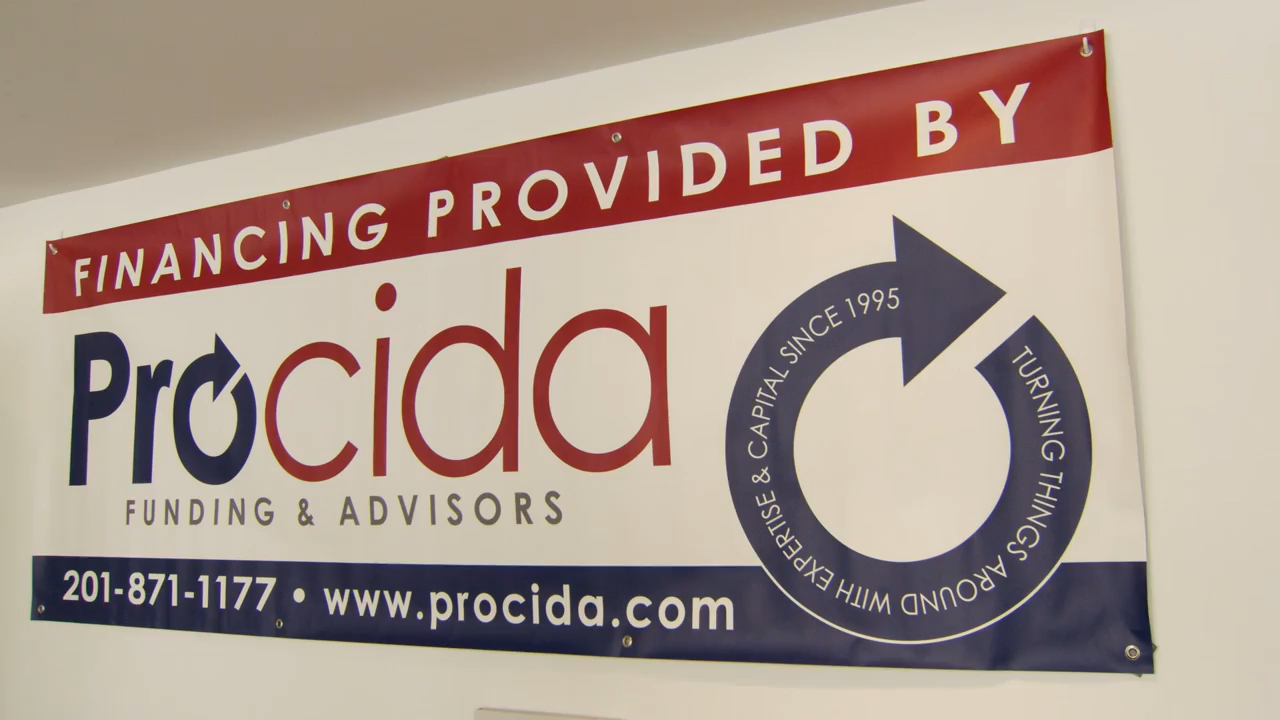 FINANCING PROVIDED BY
Procida
FUNDING & ADVISORS
201-871-1177 • www.procida.com
TURNING THINGS AROUND WITH EXPERTISE & CAPITAL SINCE 1995